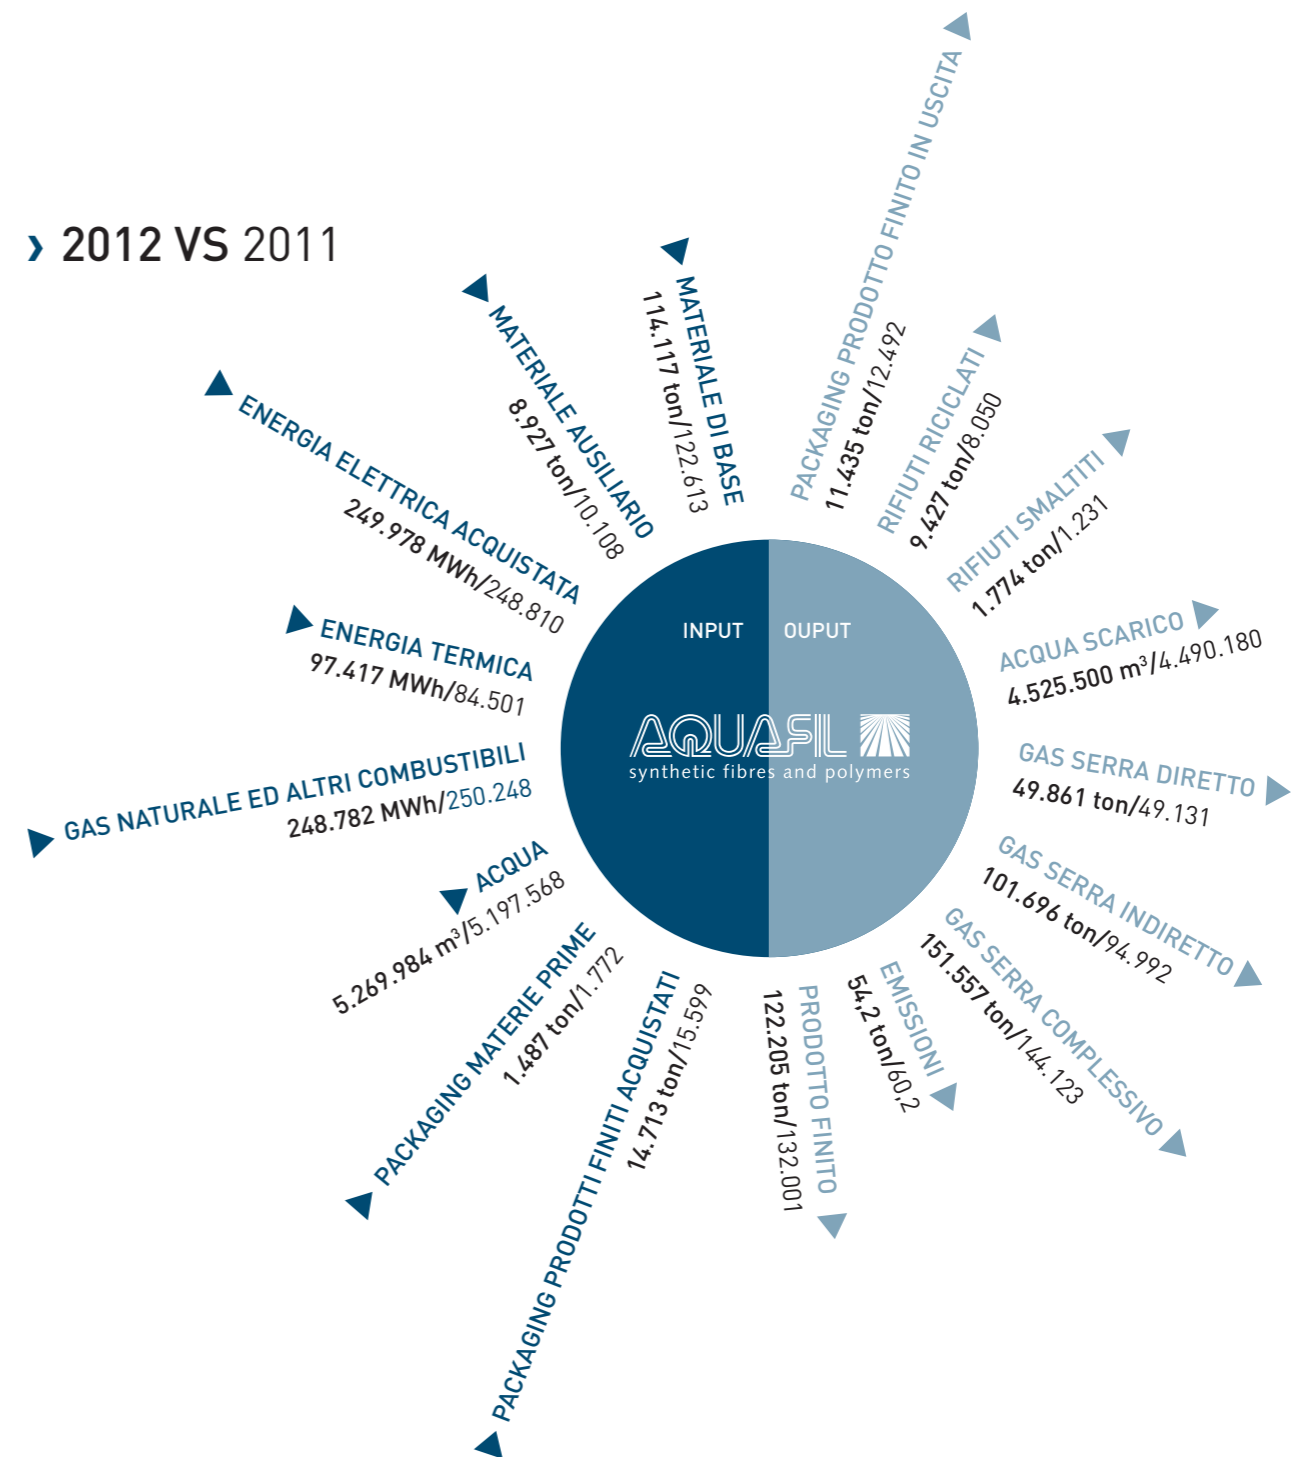 › 2012 VS 2011
MATERIALE DI BASE
114.117 ton/122.613
MATERIALE AUSILIARIO
8.927 ton/10.108
ENERGIA ELETTRICA ACQUISTATA
249.978 MWh/248.810
ENERGIA TERMICA
97.417 MWh/84.501
GAS NATURALE ED ALTRI COMBUSTIBILI
248.782 MWh/250.248
ACQUA
5.269.984 m³/5.197.568
PACKAGING MATERIE PRIME
1.487 ton/1.772
PACKAGING PRODOTTI FINITI ACQUISTATI
14.713 ton/15.599
INPUT
OUPUT
AQUAFIL
synthetic fibres and polymers
PACKAGING PRODOTTO FINITO IN USCITA
11.435 ton/12.492
RIFIUTI RICICLATI
9.427 ton/8.050
RIFIUTI SMALTITI
1.774 ton/1.231
ACQUA SCARICO
4.525.500 m³/4.490.180
GAS SERRA DIRETTO
49.861 ton/49.131
GAS SERRA INDIRETTO
101.696 ton/94.992
GAS SERRA COMPLESSIVO
151.557 ton/144.123
EMISSIONI
54,2 ton/60,2
PRODOTTO FINITO
122.205 ton/132.001